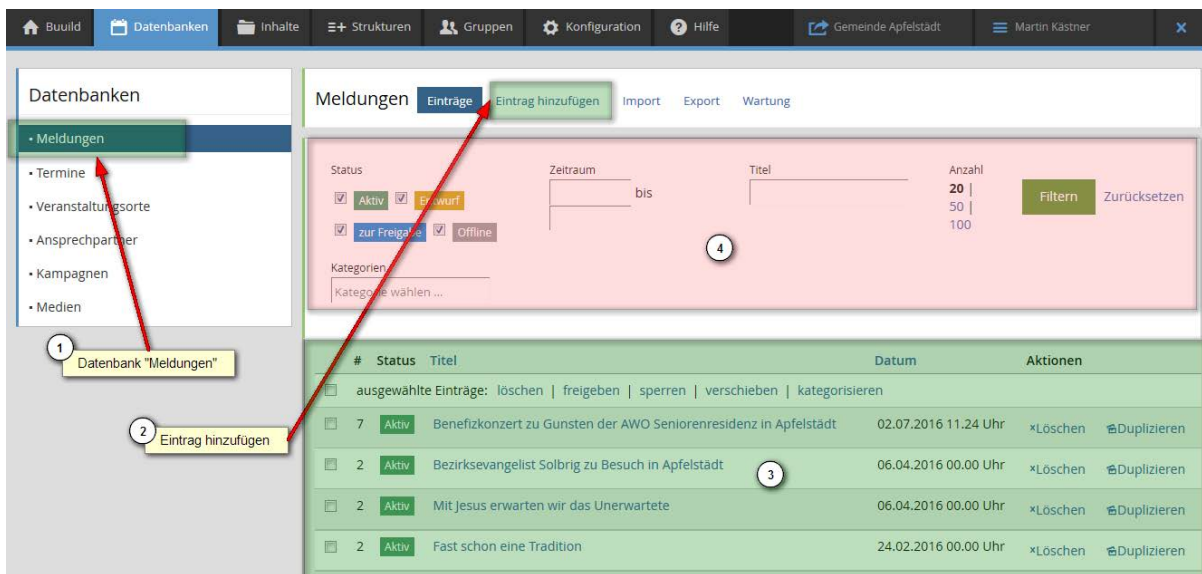 Buuild Datenbanken Inhalte Strukturen Gruppen Konfiguration Hilfe Gemeinde Apfelstädt Martin Kästner
Datenbanken
Meldungen
Termine
Veranstaltungsorte
Ansprechpartner
Kampagnen
Medien
1
Datenbank "Meldungen"
2
Eintrag hinzufügen
Meldungen Einträge Eintrag hinzufügen Import Export Wartung
Status Zeitraum Titel Anzahl
Aktiv Entwurf bis 20 | Filtern Zurücksetzen
50 |
zur Freigabe Offline 100
4
Kategorien
Kategorie wählen ...
# Status Titel Datum Aktionen
ausgewählte Einträge: löschen | freigeben | sperren | verschieben | kategorisieren
7 Aktiv Benefizkonzert zu Gunsten der AWO Seniorenresidenz in Apfelstädt 02.07.2016 11.24 Uhr ×Löschen Duplizieren
2 Aktiv Bezirksevangelist Solbrig zu Besuch in Apfelstädt 06.04.2016 00.00 Uhr ×Löschen Duplizieren
3
2 Aktiv Mit Jesus erwarten wir das Unerwartete 06.04.2016 00.00 Uhr ×Löschen Duplizieren
2 Aktiv Fast schon eine Tradition 24.02.2016 00.00 Uhr ×Löschen Duplizieren